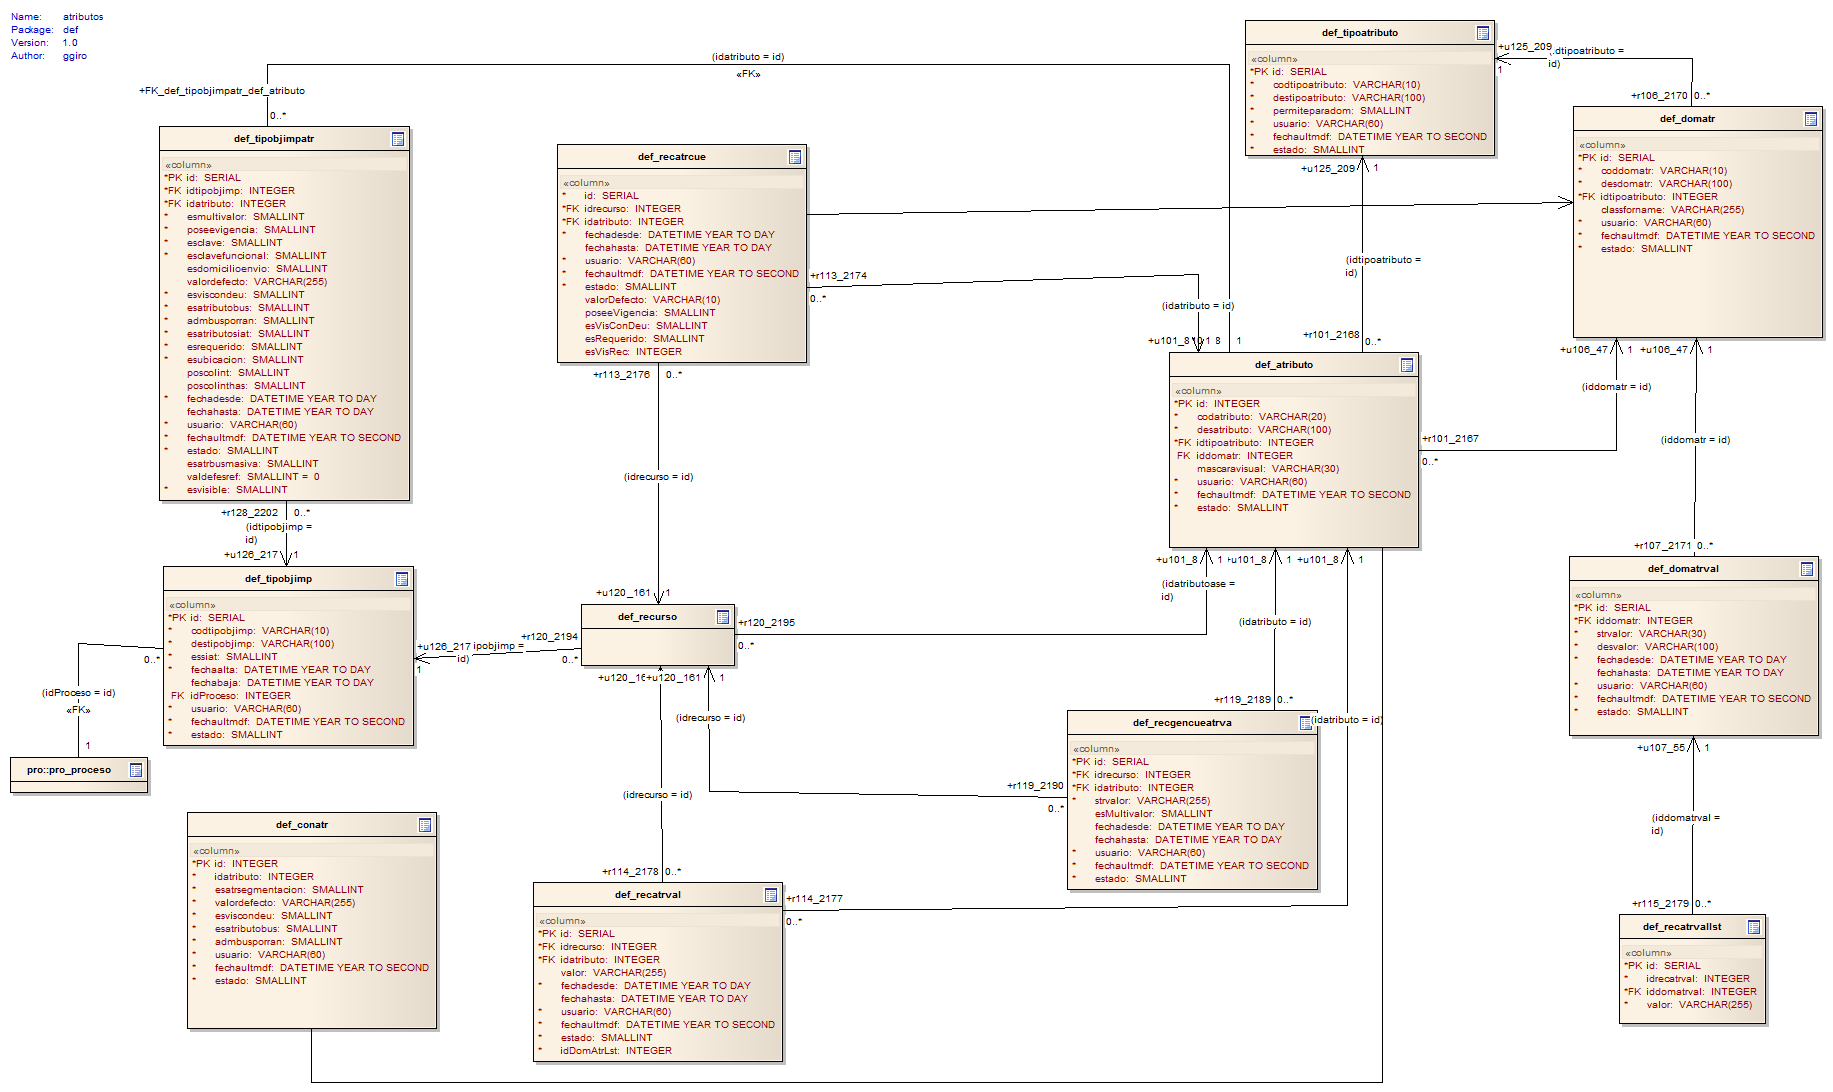 Name: atributos
Package: def
Version: 1.0
Author: ggiro
(idatributo = id)
«FK»
+FK_def_tipobjimpatr_def_atributo
0..*
def_tipobjimpatr
«column»
*PK id: SERIAL
*FK idtipobjimp: INTEGER
*FK idatributo: INTEGER
* esmultivalor: SMALLINT
* poseevigencia: SMALLINT
* esclave: SMALLINT
* esclavefuncional: SMALLINT
esdomicilioenvio: SMALLINT
valordefecto: VARCHAR(255)
* esviscondeu: SMALLINT
* esatributobus: SMALLINT
* admbusporran: SMALLINT
* esatributosiat: SMALLINT
* esrequerido: SMALLINT
* esubicacion: SMALLINT
poscolint: SMALLINT
poscolinthas: SMALLINT
* fechadesde: DATETIME YEAR TO DAY
fechahasta: DATETIME YEAR TO DAY
* usuario: VARCHAR(60)
* fechaultmdf: DATETIME YEAR TO SECOND
* estado: SMALLINT
esatrbusmasiva: SMALLINT
valdefesref: SMALLINT = 0
* esvisible: SMALLINT
+r128_2202 0..*
(idtipobjimp =
id)
+u126_217 1
def_tipobjimp
«column»
*PK id: SERIAL
* codtipobjimp: VARCHAR(10)
* destipobjimp: VARCHAR(100)
* essiat: SMALLINT
* fechaalta: DATETIME YEAR TO DAY
fechabaja: DATETIME YEAR TO DAY
FK idProceso: INTEGER
* usuario: VARCHAR(60)
* fechaultmdf: DATETIME YEAR TO SECOND
* estado: SMALLINT
0..*
(idProceso = id)
«FK»
1
pro::pro_proceso
def_conatr
«column»
*PK id: INTEGER
* idatributo: INTEGER
* esatrsegmentacion: SMALLINT
* valordefecto: VARCHAR(255)
* esviscondeu: SMALLINT
* esatributobus: SMALLINT
* admbusporran: SMALLINT
* usuario: VARCHAR(60)
* fechaultmdf: DATETIME YEAR TO SECOND
* estado: SMALLINT
def_recatrcue
«column»
* id: SERIAL
*FK idrecurso: INTEGER
*FK idatributo: INTEGER
* fechadesde: DATETIME YEAR TO DAY
fechahasta: DATETIME YEAR TO DAY
* usuario: VARCHAR(60)
* fechaultmdf: DATETIME YEAR TO SECOND
* estado: SMALLINT
valorDefecto: VARCHAR(10)
poseeVigencia: SMALLINT
esVisConDeu: SMALLINT
esRequerido: SMALLINT
esVisRec: INTEGER
+r113_2174
0..*
+r113_2176 0..*
(idrecurso = id)
+u120_161 1
def_recurso
+r120_2194
0..*
+u126_217 ipobjimp =
id)
1
+r120_2195
0..*
+u120_16 +u120_161 1
(idrecurso = id)
(idrecurso = id)
+r114_2178 0..*
def_recatrval
«column»
*PK id: SERIAL
*FK idrecurso: INTEGER
*FK idatributo: INTEGER
valor: VARCHAR(255)
* fechadesde: DATETIME YEAR TO DAY
fechahasta: DATETIME YEAR TO DAY
* usuario: VARCHAR(60)
* fechaultmdf: DATETIME YEAR TO SECOND
* estado: SMALLINT
* idDomAtrLst: INTEGER
+r114_2177
0..*
def_tipoatributo
«column»
*PK id: SERIAL
* codtipoatributo: VARCHAR(10)
* destipoatributo: VARCHAR(100)
* permiteparadom: SMALLINT
* usuario: VARCHAR(60)
* fechaultmdf: DATETIME YEAR TO SECOND
* estado: SMALLINT
+u125_209 dtipoatributo =
id)
1
+u125_209 1
(idtipoatributo =
id)
+r101_2168 0..*
(idatributo = id)
+u101_8 1 8 1
def_atributo
«column»
*PK id: INTEGER
* codatributo: VARCHAR(20)
* desatributo: VARCHAR(100)
*FK idtipoatributo: INTEGER
FK iddomatr: INTEGER
mascaravisual: VARCHAR(30)
* usuario: VARCHAR(60)
* fechaultmdf: DATETIME YEAR TO SECOND
* estado: SMALLINT
+r101_2167
0..*
+u101_8 1 +u101_8 1 +u101_8 1
(idatributoase =
id)
(idatributo = id)
+r119_2189 0..*
(idatributo = id)
def_recgencueatrva
«column»
*PK id: SERIAL
*FK idrecurso: INTEGER
*FK idatributo: INTEGER
* strvalor: VARCHAR(255)
esMultivalor: SMALLINT
fechadesde: DATETIME YEAR TO DAY
fechahasta: DATETIME YEAR TO DAY
* usuario: VARCHAR(60)
* fechaultmdf: DATETIME YEAR TO SECOND
* estado: SMALLINT
+r119_2190
0..*
+r106_2170 0..*
def_domatr
«column»
*PK id: SERIAL
* coddomatr: VARCHAR(10)
* desdomatr: VARCHAR(100)
*FK idtipoatributo: INTEGER
classforname: VARCHAR(255)
* usuario: VARCHAR(60)
* fechaultmdf: DATETIME YEAR TO SECOND
* estado: SMALLINT
+u106_47 1 +u106_47 1
(iddomatr = id)
(iddomatr = id)
+r107_2171 0..*
def_domatrval
«column»
*PK id: SERIAL
*FK iddomatr: INTEGER
* strvalor: VARCHAR(30)
* desvalor: VARCHAR(100)
* fechadesde: DATETIME YEAR TO DAY
fechahasta: DATETIME YEAR TO DAY
* usuario: VARCHAR(60)
* fechaultmdf: DATETIME YEAR TO SECOND
* estado: SMALLINT
+u107_55 1
(iddomatrval =
id)
+r115_2179 0..*
def_recatrvallst
«column»
*PK id: SERIAL
* idrecatrval: INTEGER
*FK iddomatrval: INTEGER
* valor: VARCHAR(255)